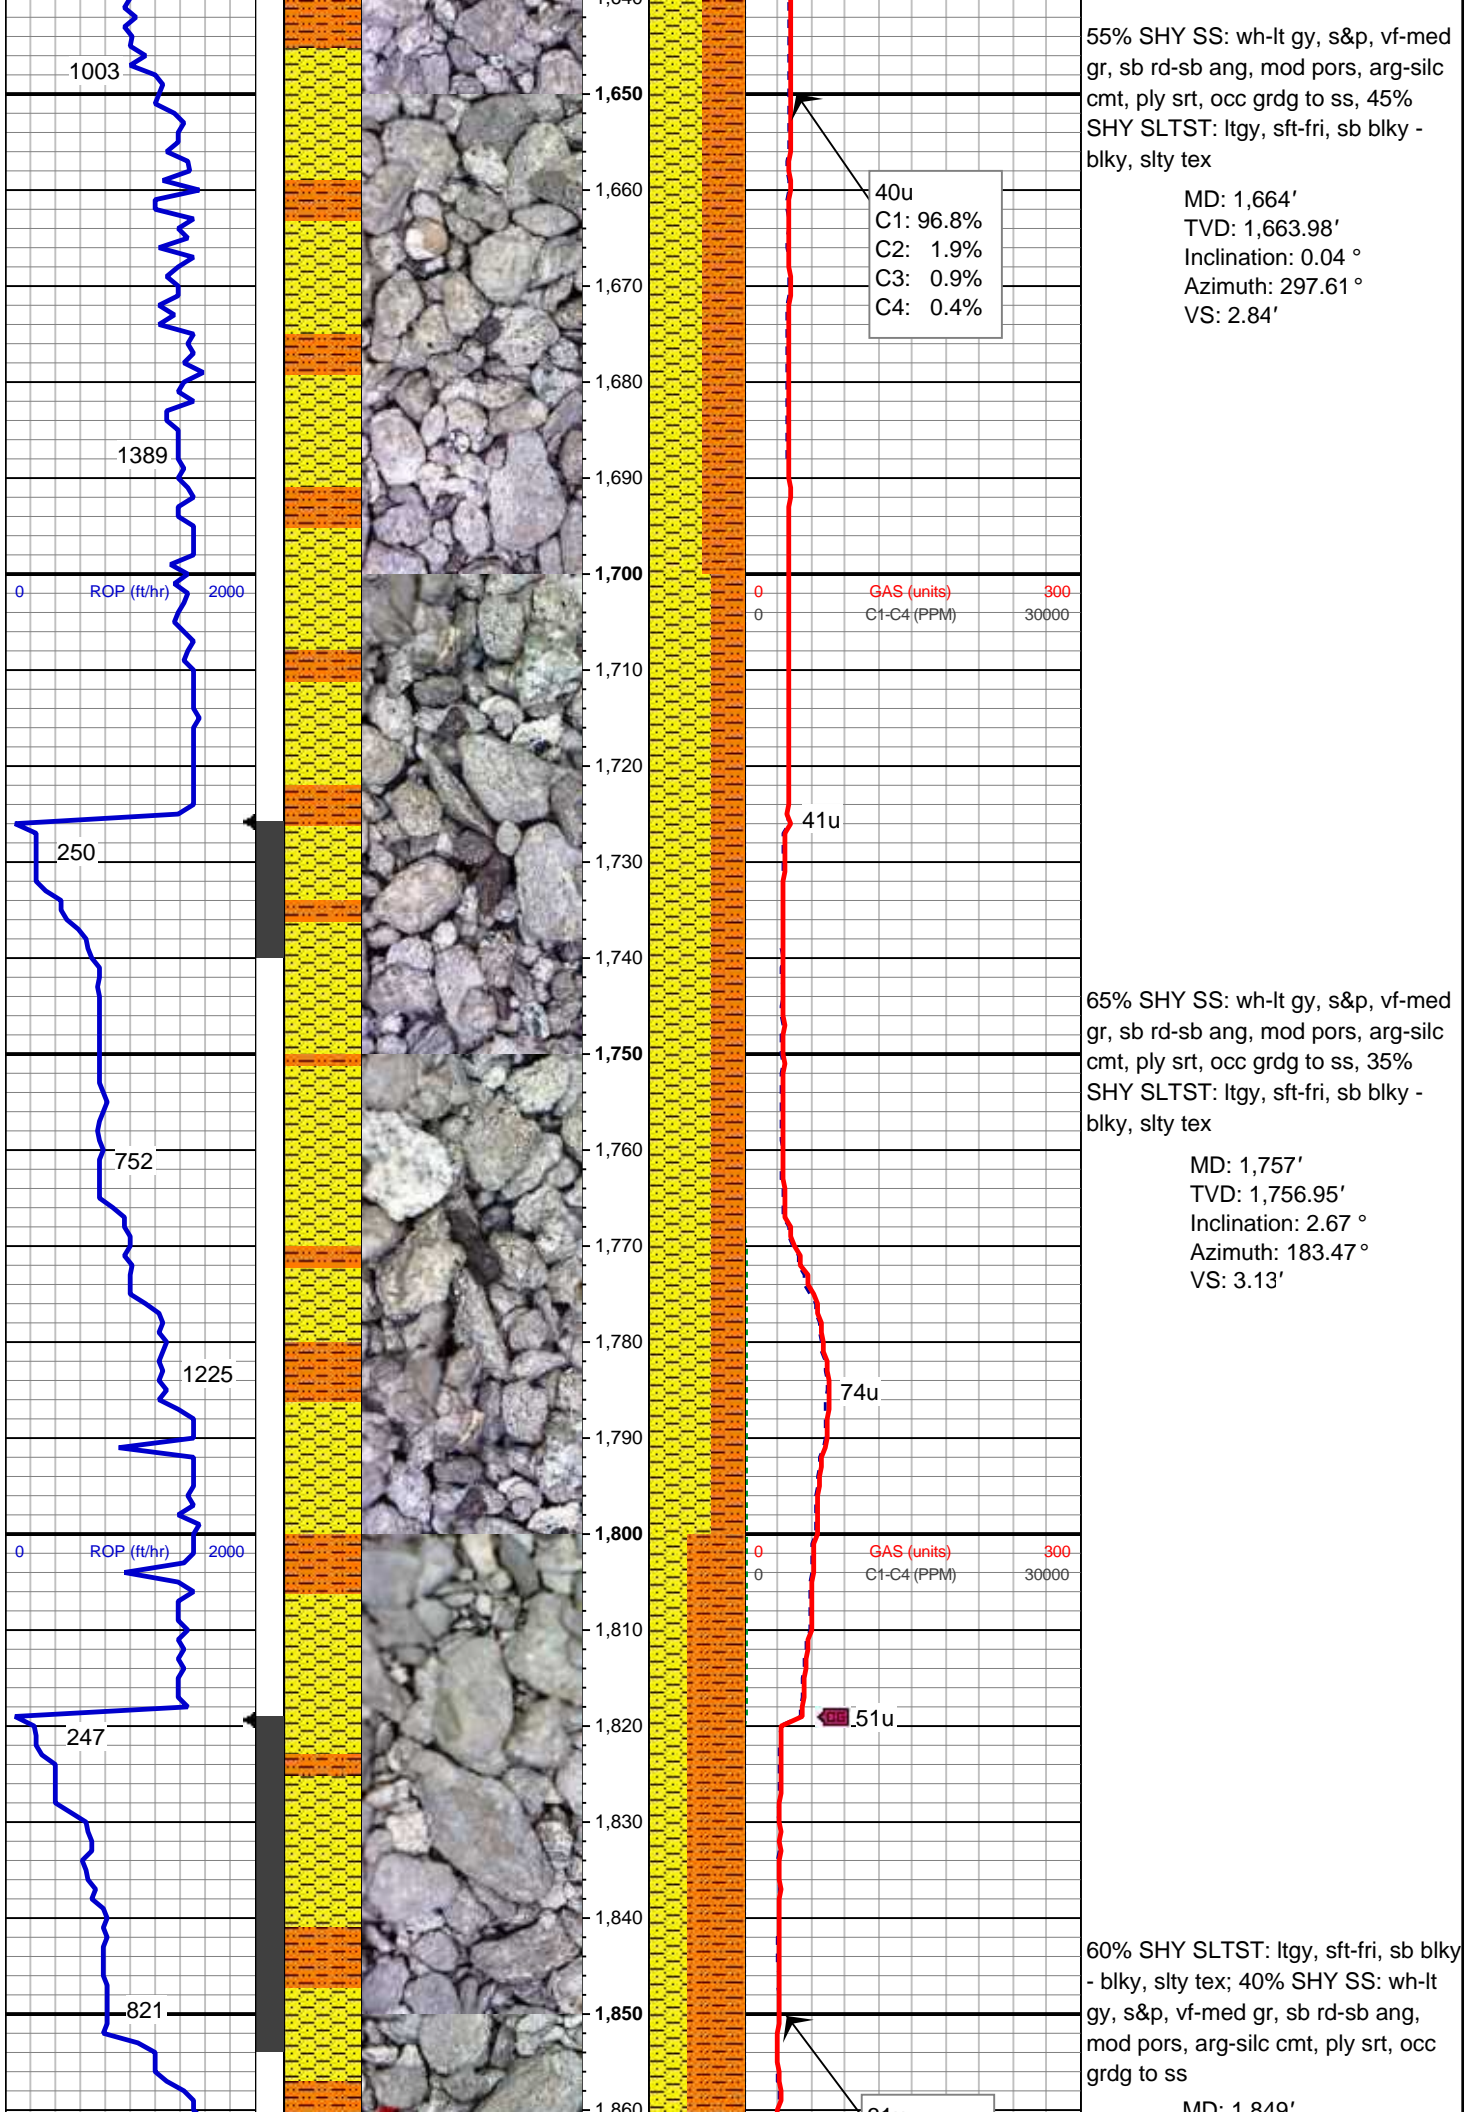 55% SHY SS: wh-lt gy, s&p, vf-med
gr, sb rd-sb ang, mod pors, arg-silc
1003
1,650
cmt, ply srt, occ grdg to ss, 45%
SHY SLTST: ltgy, sft-fri, sb blky -
blky, slty tex
1,660
40u
C1: 96.8%
C2: 1.9%
C3: 0.9%
C4: 0.4%
MD: 1,664′
TVD: 1,663.98′
Inclination: 0.04 °
Azimuth: 297.61 °
VS: 2.84′
1,670
1,680
1389
1,690
1,700
0 ROP (ft/hr) 2000
0 GAS (units) 300
0 C1-C4 (PPM) 30000
1,710
1,720
41u
250
1,730
1,740
65% SHY SS: wh-lt gy, s&p, vf-med
gr, sb rd-sb ang, mod pors, arg-silc
cmt, ply srt, occ grdg to ss, 35%
SHY SLTST: ltgy, sft-fri, sb blky -
blky, slty tex
1,750
752
1,760
MD: 1,757′
TVD: 1,756.95′
Inclination: 2.67 °
Azimuth: 183.47 °
VS: 3.13′
1,770
1,780
1225
74u
1,790
1,800
0 ROP (ft/hr) 2000
0 GAS (units) 300
0 C1-C4 (PPM) 30000
1,810
CG 51u
1,820
247
1,830
1,840
60% SHY SLTST: ltgy, sft-fri, sb blky
- blky, slty tex; 40% SHY SS: wh-lt
gy, s&p, vf-med gr, sb rd-sb ang,
mod pors, arg-silc cmt, ply srt, occ
grdg to ss
821
1,850
1,860
MD: 1,849′